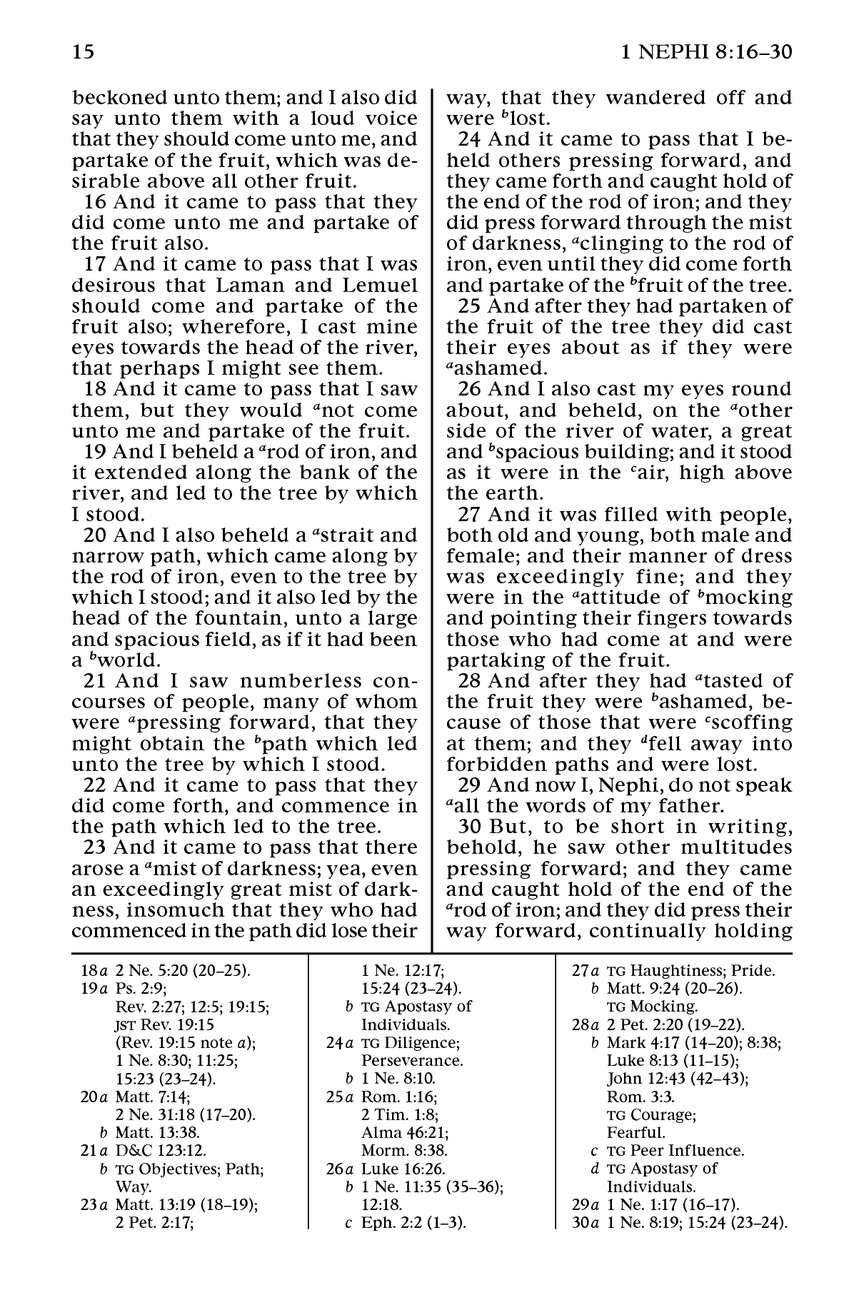 15
1 NEPHI 8:16–30
beckoned unto them; and I also did
say unto them with a loud voice
that they should come unto me, and
partake of the fruit, which was de-
sirable above all other fruit.
16 And it came to pass that they
did come unto me and partake of
the fruit also.
17 And it came to pass that I was
desirous that Laman and Lemuel
should come and partake of the
fruit also; wherefore, I cast mine
eyes towards the head of the river,
that perhaps I might see them.
18 And it came to pass that I saw
them, but they would anot come
unto me and partake of the fruit.
19 And I beheld a arod of iron, and
it extended along the bank of the
river, and led to the tree by which
I stood.
20 And I also beheld a astrait and
narrow path, which came along by
the rod of iron, even to the tree by
which I stood; and it also led by the
head of the fountain, unto a large
and spacious field, as if it had been
a bworld.
21 And I saw numberless con-
courses of people, many of whom
were apressing forward, that they
might obtain the bpath which led
unto the tree by which I stood.
22 And it came to pass that they
did come forth, and commence in
the path which led to the tree.
23 And it came to pass that there
arose a amist of darkness; yea, even
an exceedingly great mist of dark-
ness, insomuch that they who had
commenced in the path did lose their
way, that they wandered off and
were blost.
24 And it came to pass that I be-
held others pressing forward, and
they came forth and caught hold of
the end of the rod of iron; and they
did press forward through the mist
of darkness, aclinging to the rod of
iron, even until they did come forth
and partake of the bfruit of the tree.
25 And after they had partaken of
the fruit of the tree they did cast
their eyes about as if they were
aashamed.
26 And I also cast my eyes round
about, and beheld, on the aother
side of the river of water, a great
and bspacious building; and it stood
as it were in the cair, high above
the earth.
27 And it was filled with people,
both old and young, both male and
female; and their manner of dress
was exceedingly fine; and they
were in the aattitude of bmocking
and pointing their fingers towards
those who had come at and were
partaking of the fruit.
28 And after they had atasted of
the fruit they were bashamed, be-
cause of those that were cscoffing
at them; and they dfell away into
forbidden paths and were lost.
29 And now I, Nephi, do not speak
aall the words of my father.
30 But, to be short in writing,
behold, he saw other multitudes
pressing forward; and they came
and caught hold of the end of the
arod of iron; and they did press their
way forward, continually holding
18a 2 Ne. 5:20 (20–25).
19a Ps. 2:9;
Rev. 2:27; 12:5; 19:15;
JST Rev. 19:15
(Rev. 19:15 note a);
1 Ne. 8:30; 11:25;
15:23 (23–24).
20a Matt. 7:14;
2 Ne. 31:18 (17–20).
b Matt. 13:38.
21a D&C 123:12.
b TG Objectives; Path;
Way.
23a Matt. 13:19 (18–19);
2 Pet. 2:17;
1 Ne. 12:17;
15:24 (23–24).
b TG Apostasy of
Individuals.
24a TG Diligence;
Perseverance.
b 1 Ne. 8:10.
25a Rom. 1:16;
2 Tim. 1:8;
Alma 46:21;
Morm. 8:38.
26a Luke 16:26.
b 1 Ne. 11:35 (35–36);
12:18.
c Eph. 2:2 (1–3).
27a TG Haughtiness; Pride.
b Matt. 9:24 (20–26).
TG Mocking.
28a 2 Pet. 2:20 (19–22).
b Mark 4:17 (14–20); 8:38;
Luke 8:13 (11–15);
John 12:43 (42–43);
Rom. 3:3.
TG Courage;
Fearful.
c TG Peer Influence.
d TG Apostasy of
Individuals.
29a 1 Ne. 1:17 (16–17).
30a 1 Ne. 8:19; 15:24 (23–24).